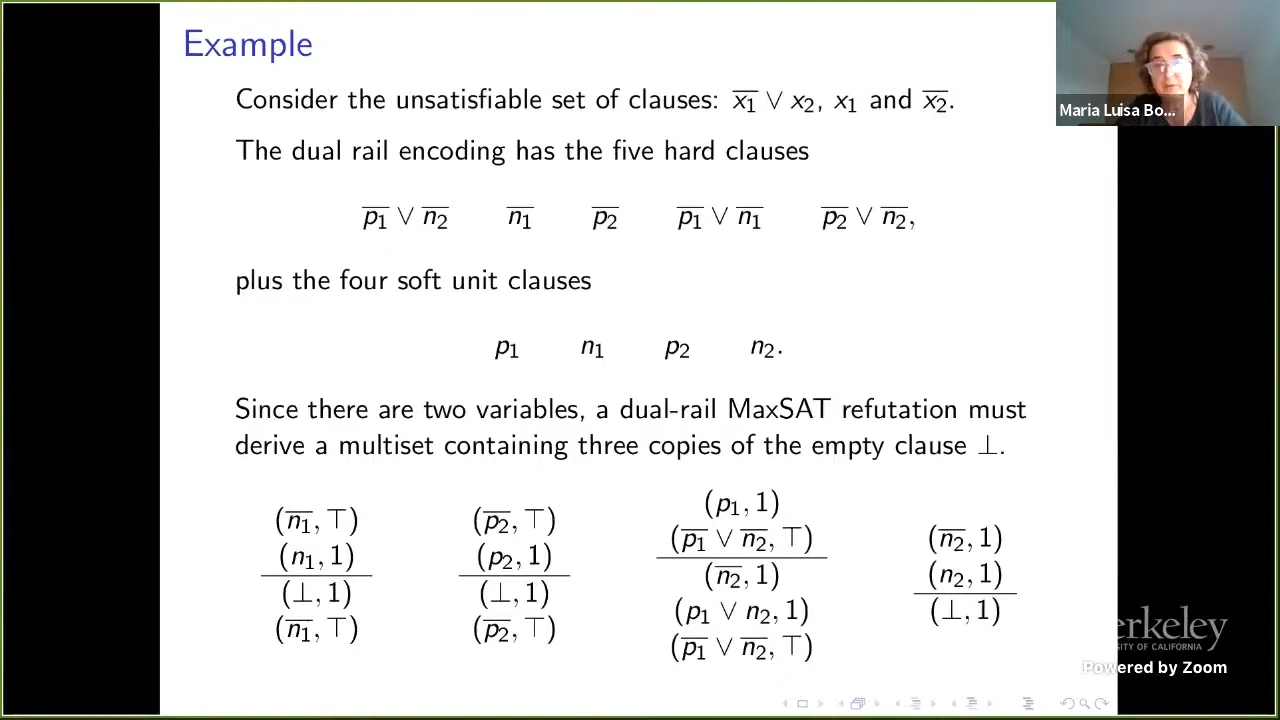 Example
Consider the unsatisfiable set of clauses: x̅₁ ∨ x₂, x₁ and x̅₂.
The dual rail encoding has the five hard clauses
p̅₁ ∨ n̅₂ n̅₁ p̅₂ p̅₁ ∨ n̅₁ p̅₂ ∨ n̅₂,
plus the four soft unit clauses
p₁ n₁ p₂ n₂.
Since there are two variables, a dual-rail MaxSAT refutation must
derive a multiset containing three copies of the empty clause ⊥.
(n̅₁, ⊤)
(n₁, 1)
(⊥, 1)
(n̅₁, ⊤)
(p̅₂, ⊤)
(p₂, 1)
(⊥, 1)
(p̅₂, ⊤)
(p₁, 1)
(p̅₁ ∨ n̅₂, ⊤)
(n̅₂, 1)
(p₁ ∨ n₂, 1)
(p̅₁ ∨ n̅₂, ⊤)
(n̅₂, 1)
(n₂, 1)
(⊥, 1)
Maria Luisa Bo...
erkeley
SITY OF CALIFORNIA
Powered by Zoom